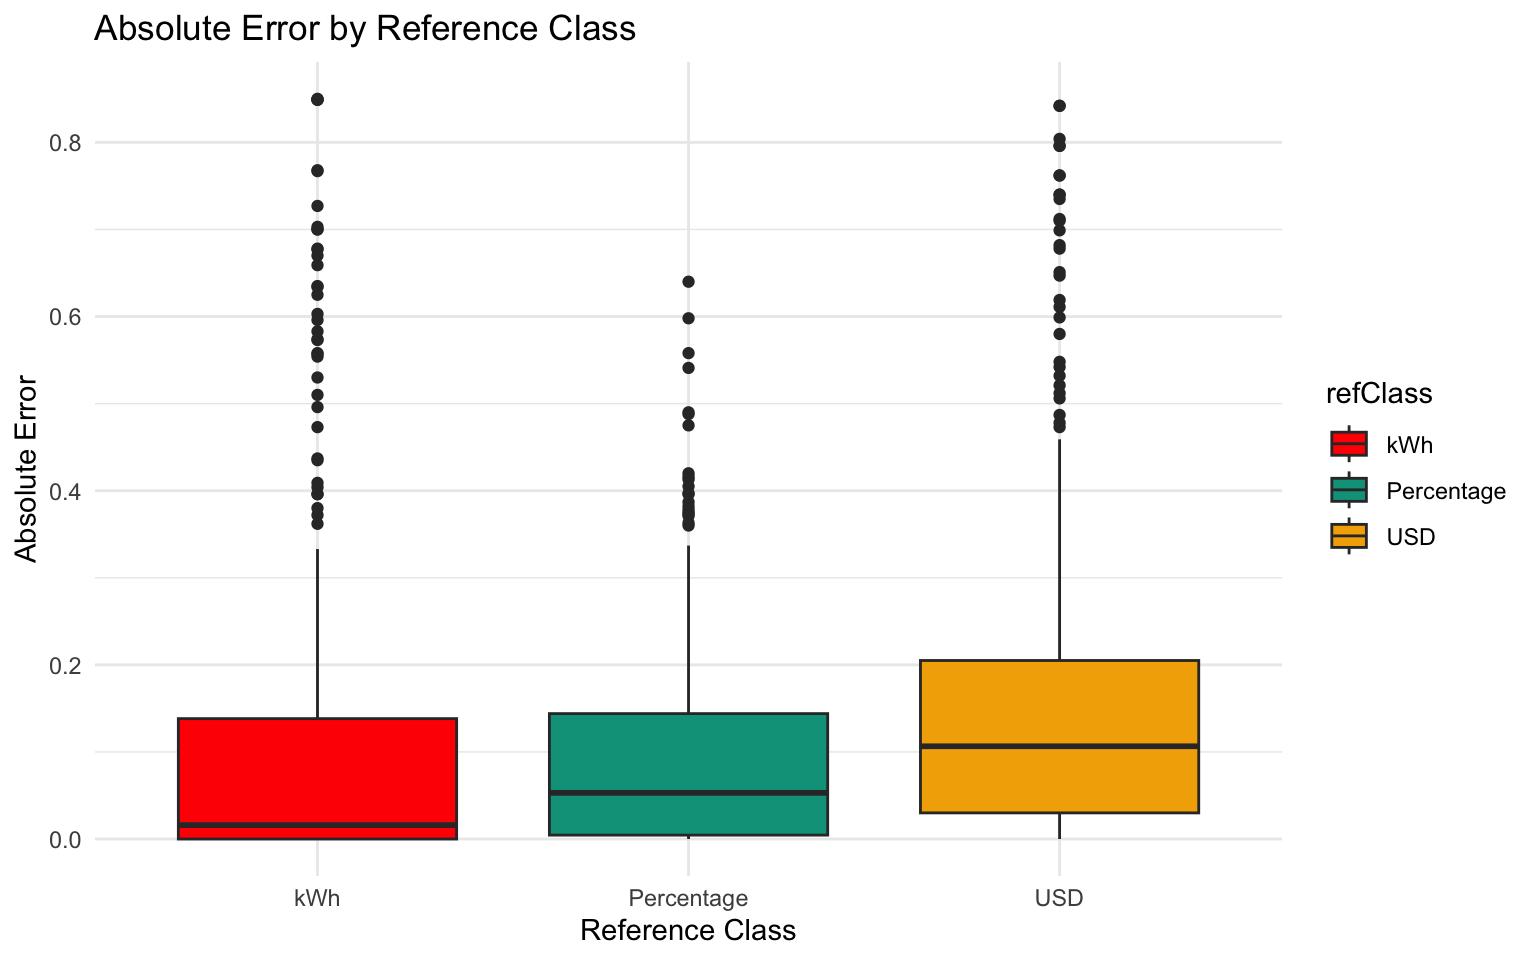 Absolute Error by Reference Class
Absolute Error
0.8
0.6
0.4
0.2
0.0
kWh
Percentage
USD
Reference Class
refClass
kWh
Percentage
USD